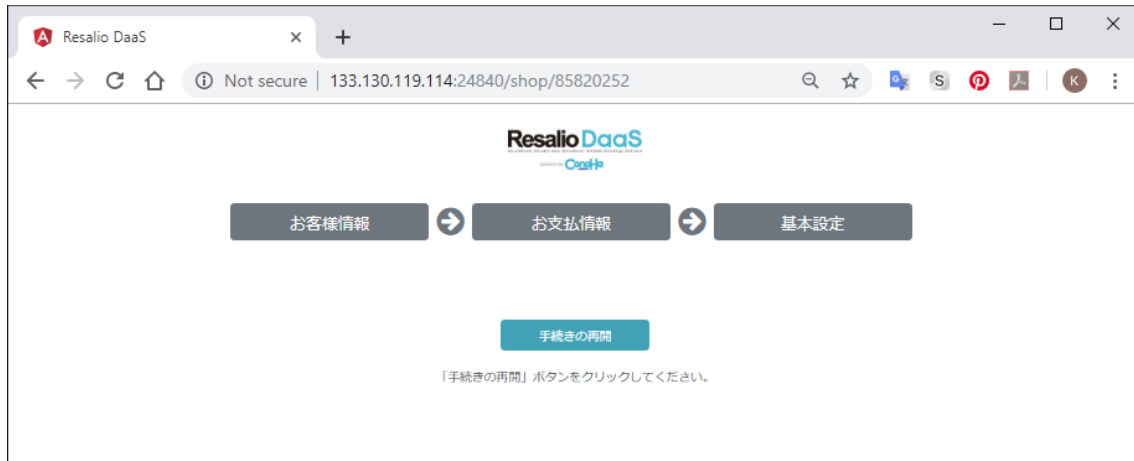 Resalio DaaS
Not secure | 133.130.119.114:24840/shop/85820252
S
K
Resalio DaaS
ConoHa
お客様情報
お支払情報
基本設定
手続きの再開
「手続きの再開」ボタンをクリックしてください。